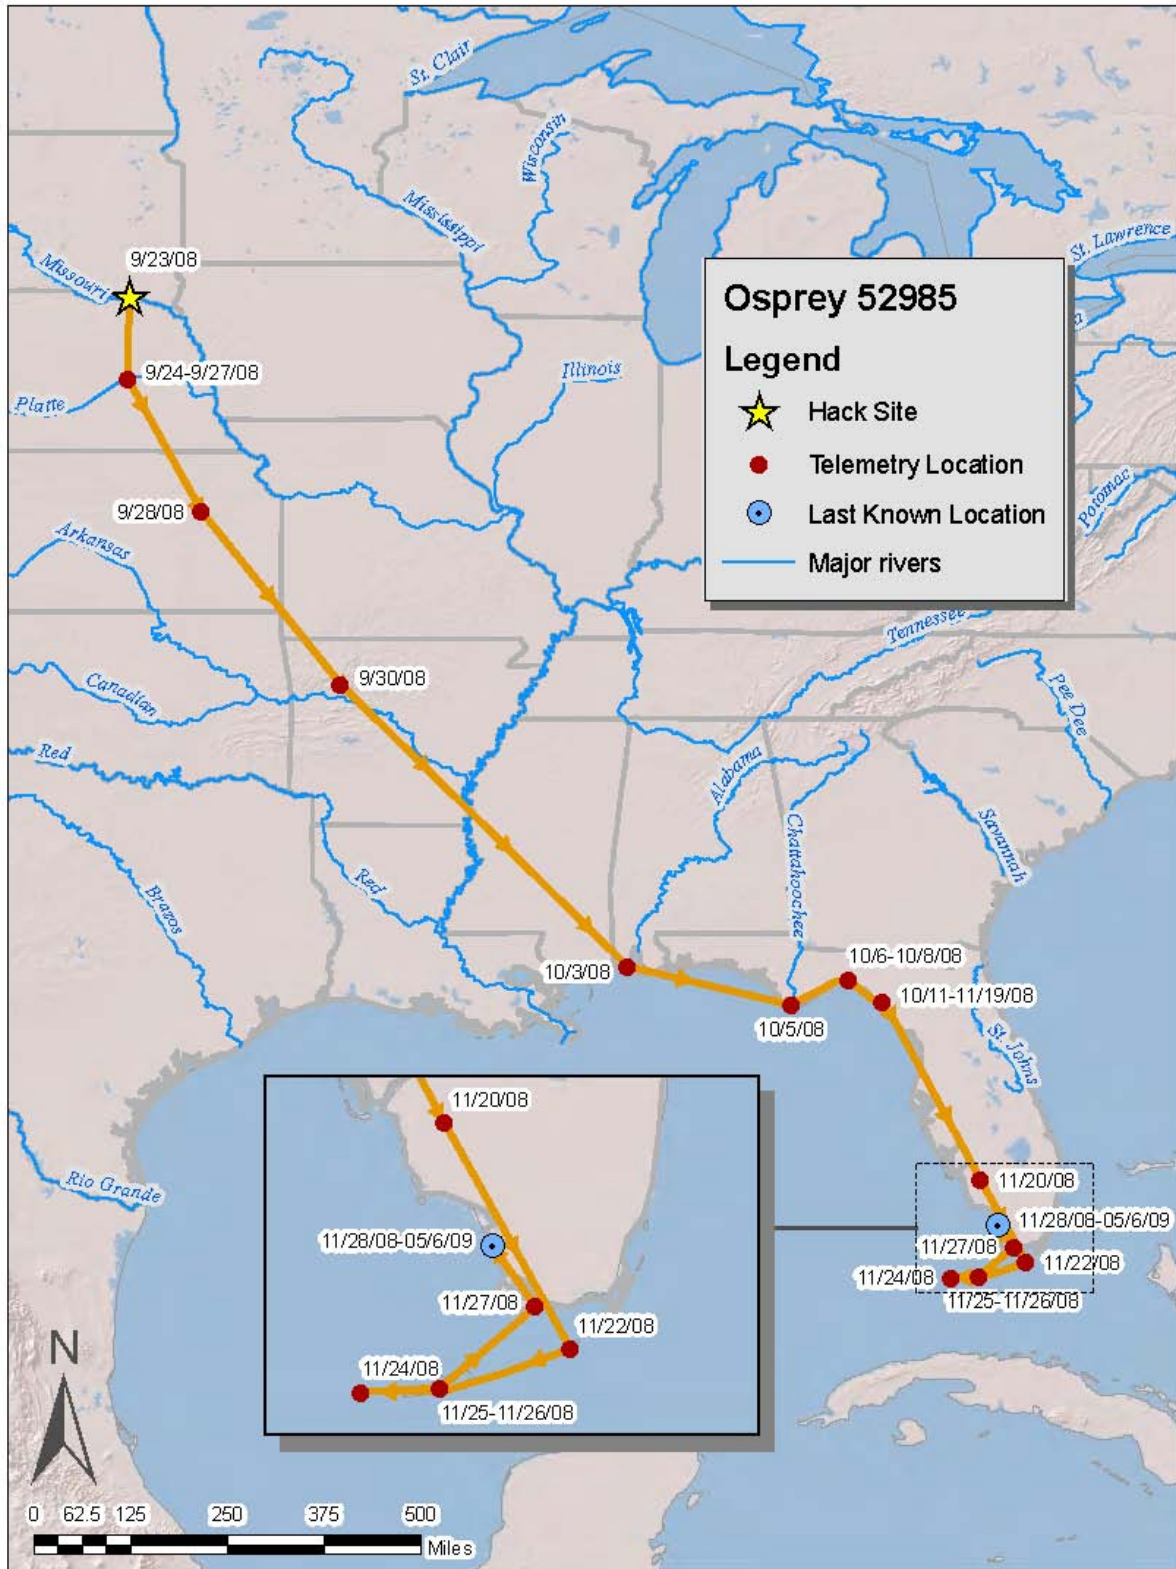 St. Clair
Wisconsin
Mississippi
St. Lawrence
9/23/08
Missouri
Osprey 52985
Legend
Hack Site
Telemetry Location
Last Known Location
Major rivers
a
9/24-9/27/08
Platte
Illinois
Potomac
9/28/08
Arkansas
Tennessee
9/30/08
Canadian
Pee Dee
Red
Alabama
Chattahoochee
Savannah
Red
Brazos
10/3/08
10/6-10/8/08
10/11-11/19/08
10/5/08
St. Johns
Rio Grande
11/20/08
11/28/08-05/6/09
11/27/08
11/22/08
11/24/08
11/25-11/26/08
11/20/08
11/28/08-05/6/09
11/27/08
11/22/08
11/24/08
11/25-11/26/08
N
0 62.5 125 250 375 500
Miles